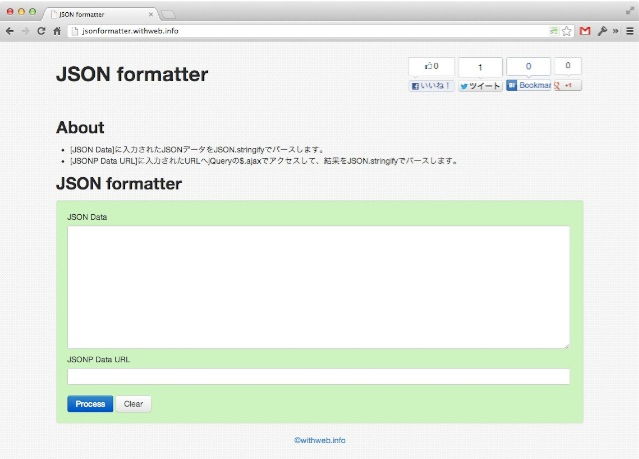 JSON formatter
jsonformatter.withweb.info
JSON formatter
0
1
0
0
いいね！
ツイート
B! Bookmar
g +1
About
[JSON Data]に入力されたJSONデータをJSON.stringifyでパースします。
[JSONP Data URL]に入力されたURLへjQueryの$.ajaxでアクセスして、結果をJSON.stringifyでパースします。
JSON formatter
JSON Data
JSONP Data URL
Process
Clear
©withweb.info